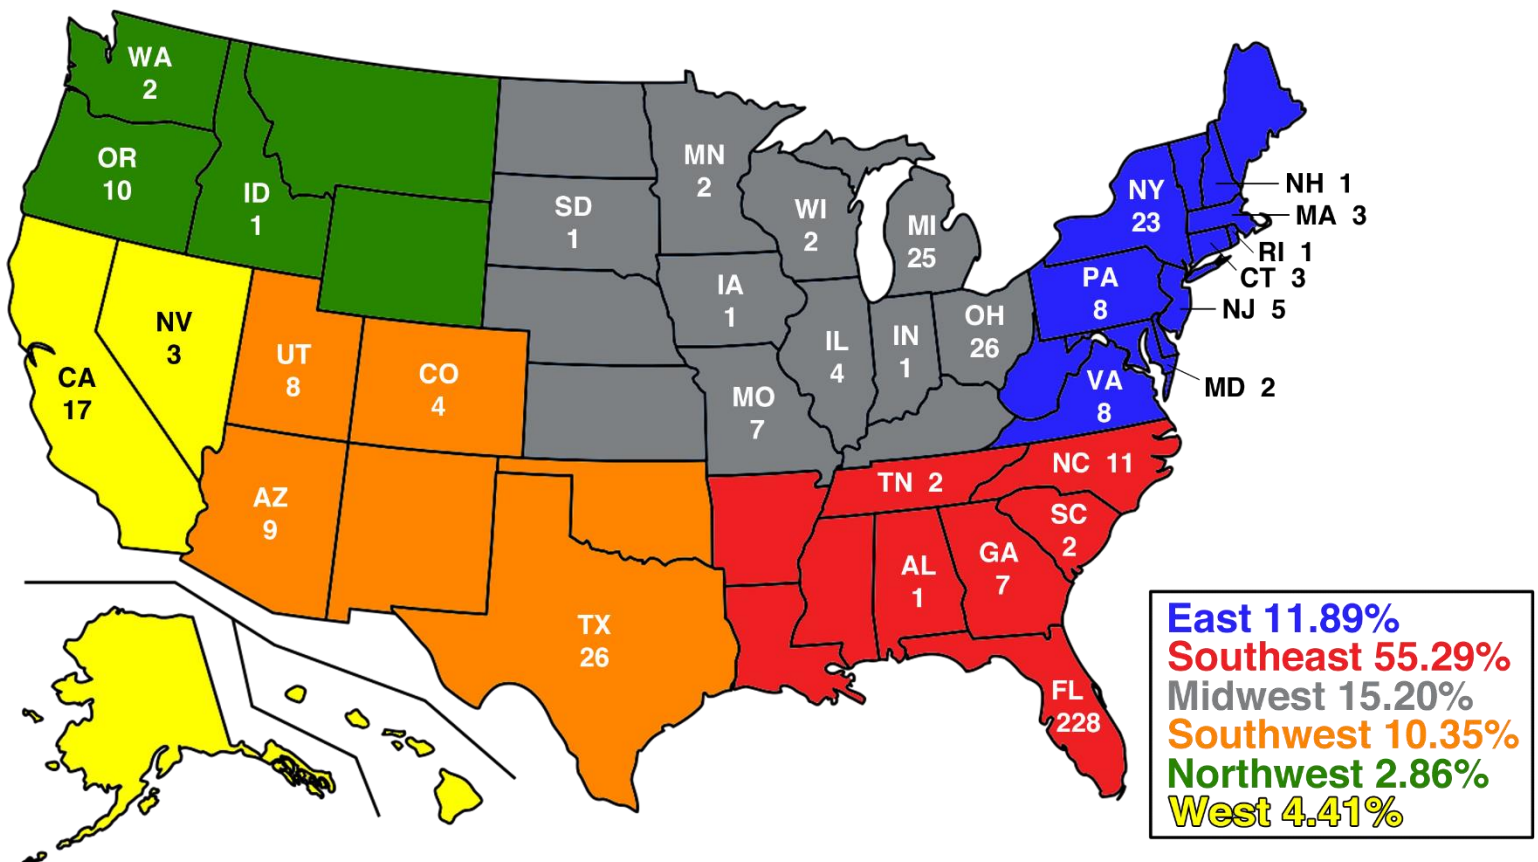 WA
2
OR
10
ID
1
MN
2
SD
1
WI
2
MI
25
NY
23
NH 1
MA 3
RI 1
CT 3
NJ 5
PA
8
IA
1
IL
4
IN
1
OH
26
MD 2
VA
8
NV
3
CA
17
UT
8
CO
4
MO
7
AZ
9
TN 2
NC 11
SC
2
AL
1
GA
7
TX
26
FL
228
East 11.89%
Southeast 55.29%
Midwest 15.20%
Southwest 10.35%
Northwest 2.86%
West 4.41%